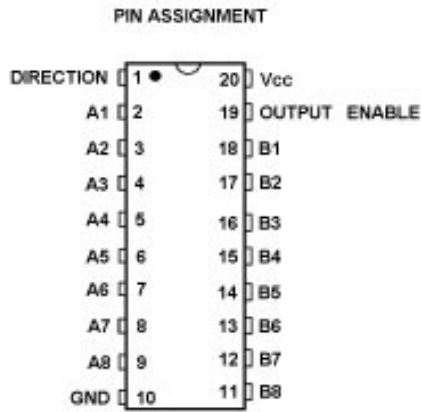 PIN ASSIGNMENT
DIRECTION 1 20 Vcc
A1 2 19 OUTPUT ENABLE
A2 3 18 B1
A3 4 17 B2
A4 5 16 B3
A5 6 15 B4
A6 7 14 B5
A7 8 13 B6
A8 9 12 B7
GND 10 11 B8